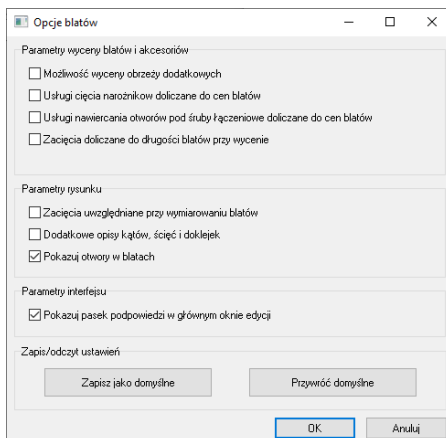 Opcje blatów
Parametry wyceny blatów i akcesoriów
Możliwość wyceny obrzeży dodatkowych
Usługi cięcia narożnikow doliczane do cen blatów
Usługi nawiercania otworów pod śruby łączeniowe doliczane do cen blatów
Zacięcia doliczane do długości blatów przy wycenie
Parametry rysunku
Zacięcia uwzględniane przy wymiarowaniu blatów
Dodatkowe opisy kątów, ścięć i doklejek
Pokazuj otwory w blatach
Parametry interfejsu
Pokazuj pasek podpowiedzi w głównym oknie edycji
Zapis/odczyt ustawień
Zapisz jako domyślne Przywróć domyślne
OK Anuluj